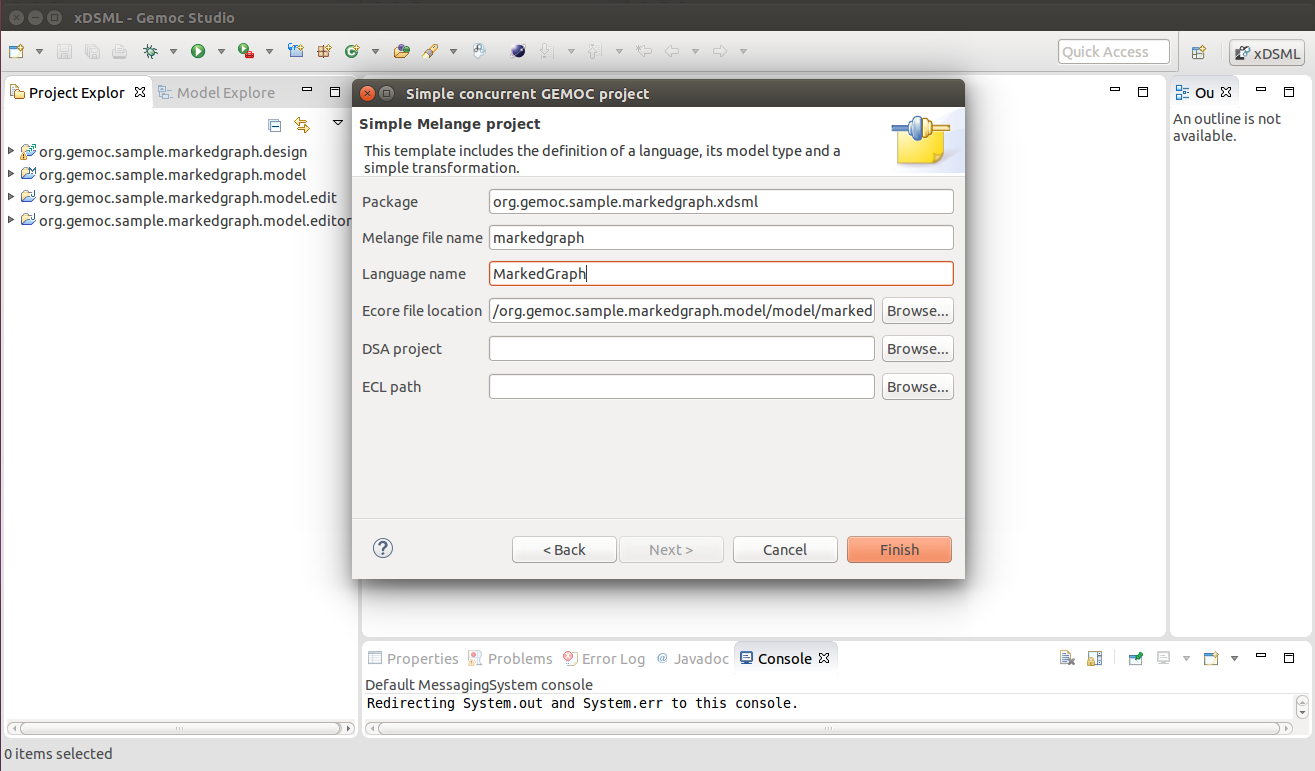 xDSML - Gemoc Studio
Quick Access
xDSML
Project Explor
Model Explore
org.gemoc.sample.markedgraph.design
org.gemoc.sample.markedgraph.model
org.gemoc.sample.markedgraph.model.edit
org.gemoc.sample.markedgraph.model.editor
Simple concurrent GEMOC project
Simple Melange project
This template includes the definition of a language, its model type and a
simple transformation.
Package
org.gemoc.sample.markedgraph.xdsml
Melange file name
markedgraph
Language name
MarkedGraph
Ecore file location
/org.gemoc.sample.markedgraph.model/model/marked
Browse...
DSA project
Browse...
ECL path
Browse...
?
< Back
Next >
Cancel
Finish
Ou
An outline is not
available.
Properties
Problems
Error Log
@ Javadoc
Console
Default MessagingSystem console
Redirecting System.out and System.err to this console.
0 items selected